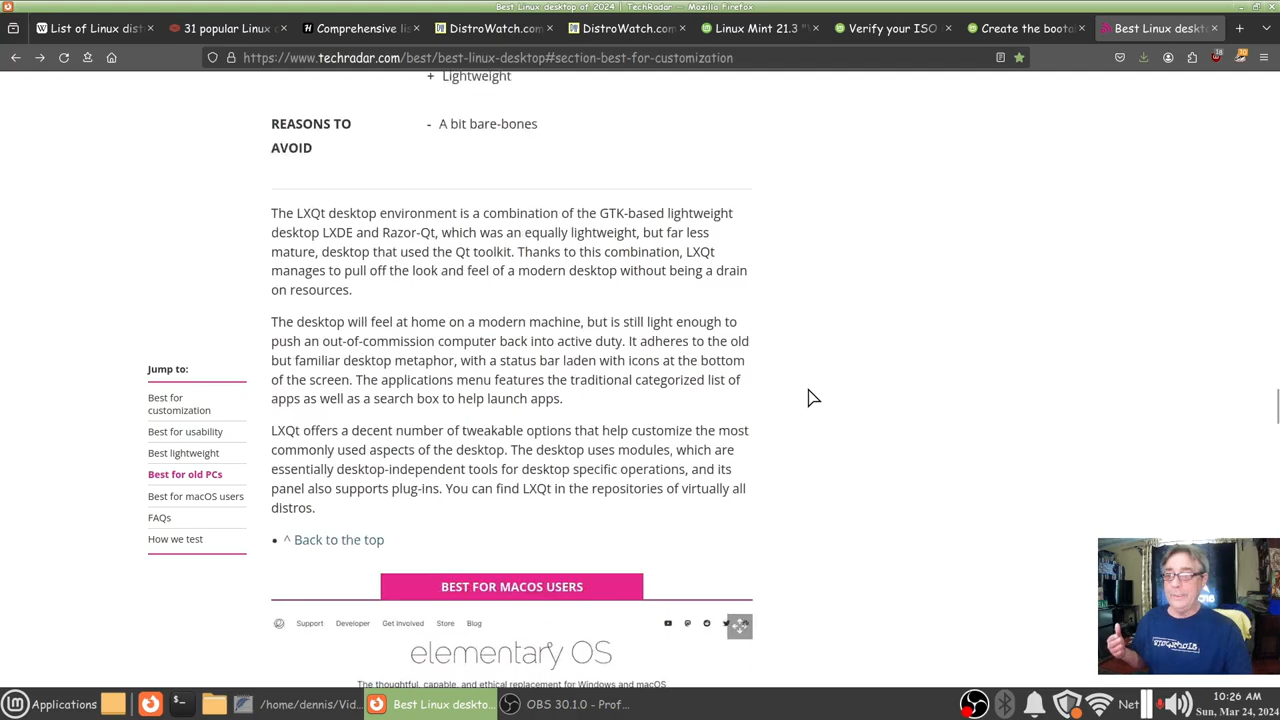 Best Linux desktop of 2024 | TechRadar — Mozilla Firefox
List of Linux dist
31 popular Linux
Comprehensive lis
DistroWatch.com
DistroWatch.com:
Linux Mint 21.3 "
Verify your ISO
Create the boota
Best Linux deskt
https://www.techradar.com/best/best-linux-desktop#section-best-for-customization
+ Lightweight
REASONS TO
AVOID
- A bit bare-bones
The LXQt desktop environment is a combination of the GTK-based lightweight
desktop LXDE and Razor-Qt, which was an equally lightweight, but far less
mature, desktop that used the Qt toolkit. Thanks to this combination, LXQt
manages to pull off the look and feel of a modern desktop without being a drain
on resources.
The desktop will feel at home on a modern machine, but is still light enough to
push an out-of-commission computer back into active duty. It adheres to the old
but familiar desktop metaphor, with a status bar laden with icons at the bottom
of the screen. The applications menu features the traditional categorized list of
apps as well as a search box to help launch apps.
LXQt offers a decent number of tweakable options that help customize the most
commonly used aspects of the desktop. The desktop uses modules, which are
essentially desktop-independent tools for desktop specific operations, and its
panel also supports plug-ins. You can find LXQt in the repositories of virtually all
distros.
• ^ Back to the top
Jump to:
Best for
customization
Best for usability
Best lightweight
Best for old PCs
Best for macOS users
FAQs
How we test
BEST FOR MACOS USERS
Support
Developer
Get Involved
Store
Blog
elementary OS
The thoughtful, capable, and ethical replacement for Windows and macOS
Applications
/home/dennis/Vid...
Best Linux deskto...
OBS 30.1.0 - Prof...
Net
10:26 AM
Sun, Mar 24, 2024